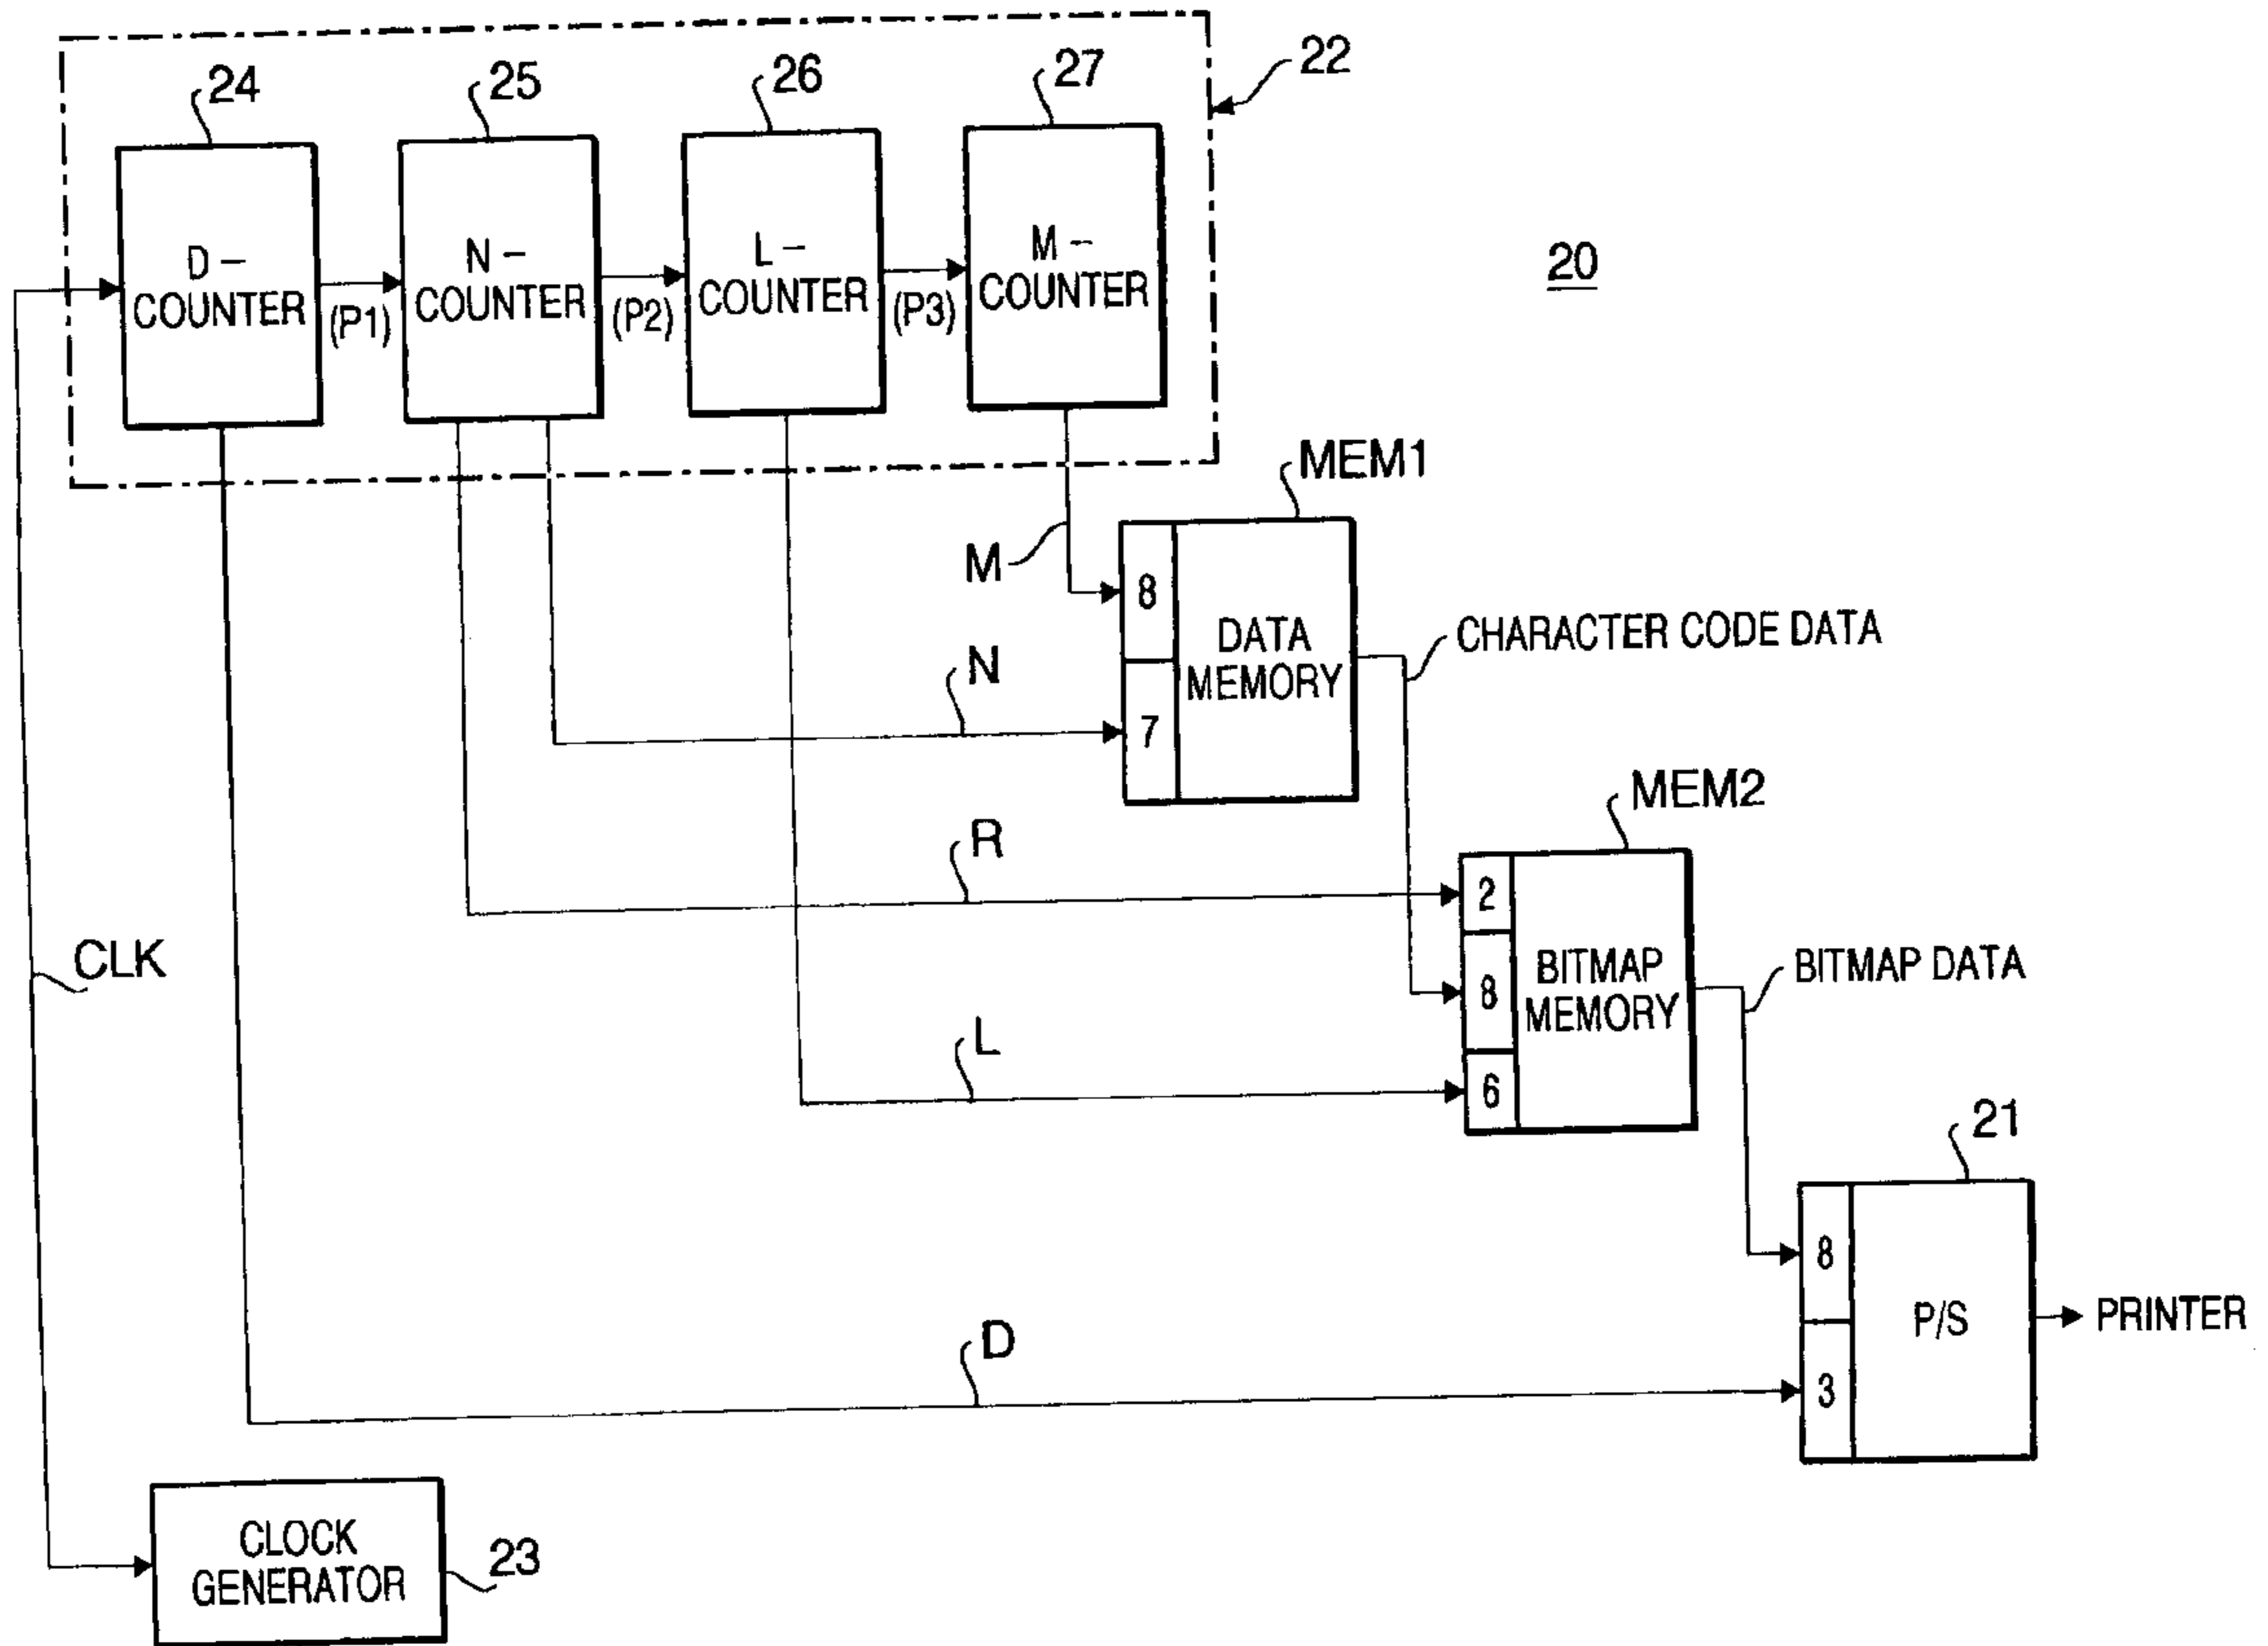 22
24
25
26
27
D –
COUNTER
(P1)
N –
COUNTER
(P2)
L –
COUNTER
(P3)
M –
COUNTER
20
MEM1
M
8
7
DATA
MEMORY
CHARACTER CODE DATA
N
MEM2
R
2
8
6
BITMAP
MEMORY
BITMAP DATA
CLK
L
21
8
3
P/S
PRINTER
D
CLOCK
GENERATOR
23